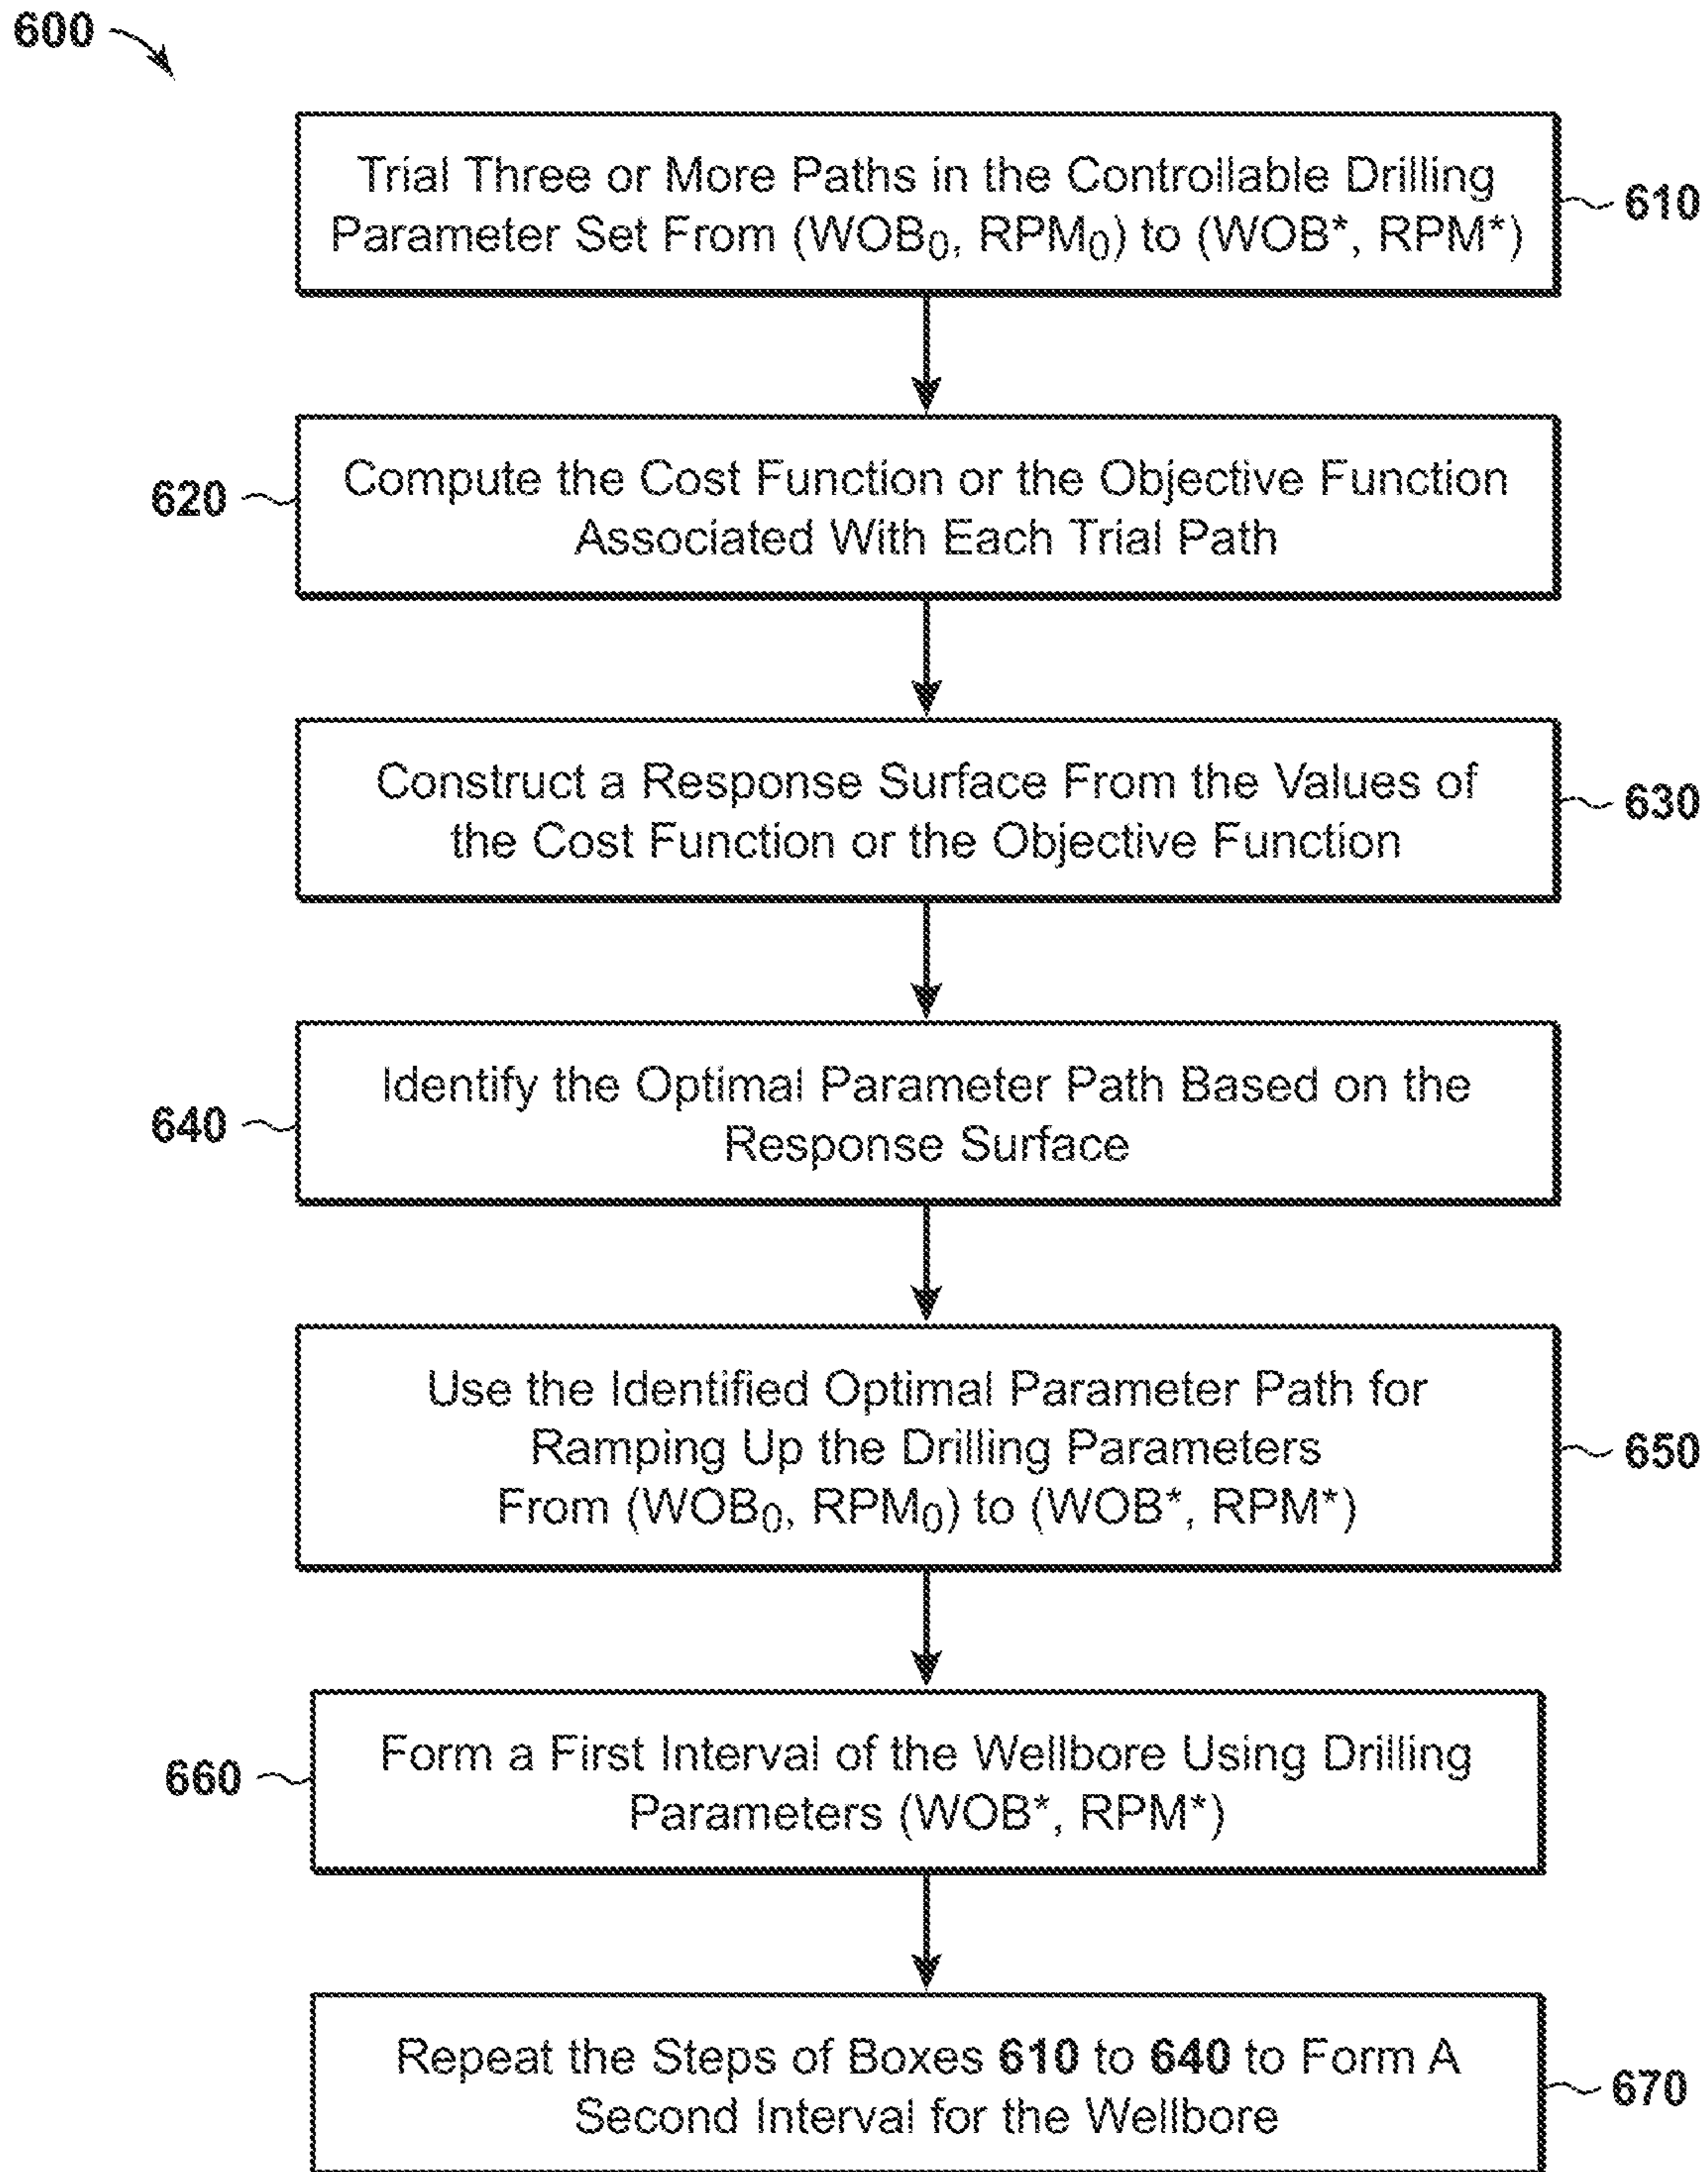 600
Trial Three or More Paths in the Controllable Drilling
Parameter Set From (WOB₀, RPM₀) to (WOB*, RPM*)
610
620
Compute the Cost Function or the Objective Function
Associated With Each Trial Path
Construct a Response Surface From the Values of
the Cost Function or the Objective Function
630
640
Identify the Optimal Parameter Path Based on the
Response Surface
Use the Identified Optimal Parameter Path for
Ramping Up the Drilling Parameters
From (WOB₀, RPM₀) to (WOB*, RPM*)
650
660
Form a First Interval of the Wellbore Using Drilling
Parameters (WOB*, RPM*)
Repeat the Steps of Boxes 610 to 640 to Form A
Second Interval for the Wellbore
670